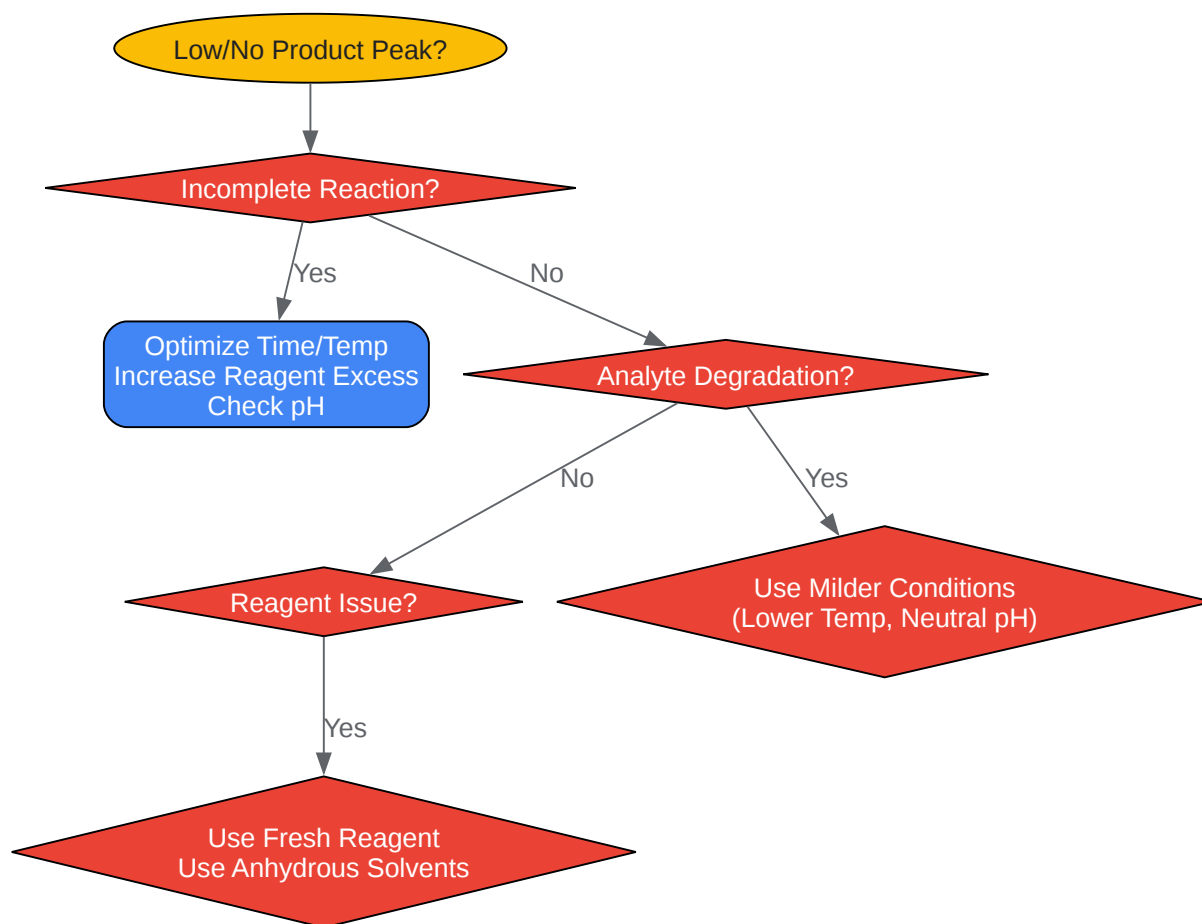 Low/No Product Peak?
Incomplete Reaction?
Yes
No
Optimize Time/Temp
Increase Reagent Excess
Check pH
Analyte Degradation?
No
Yes
Reagent Issue?
Use Milder Conditions
(Lower Temp, Neutral pH)
Yes
Use Fresh Reagent
Use Anhydrous Solvents